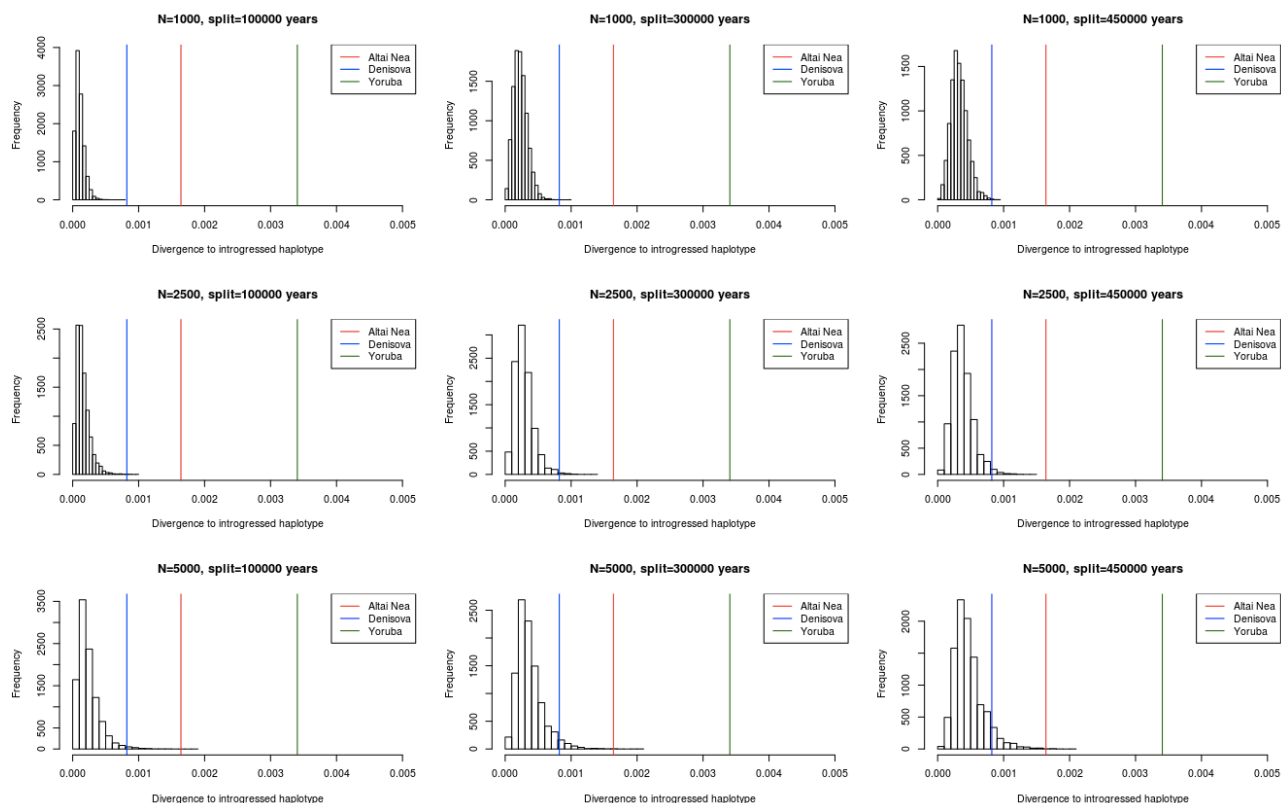 N=1000, split=100000 years
Frequency
0 1000 2000 3000 4000
Altai Nea
Denisova
Yoruba
0.000 0.001 0.002 0.003 0.004 0.005
Divergence to introgressed haplotype
N=1000, split=300000 years
Frequency
0 500 1500
Altai Nea
Denisova
Yoruba
0.000 0.001 0.002 0.003 0.004 0.005
Divergence to introgressed haplotype
N=1000, split=450000 years
Frequency
0 500 1000 1500
Altai Nea
Denisova
Yoruba
0.000 0.001 0.002 0.003 0.004 0.005
Divergence to introgressed haplotype
N=2500, split=100000 years
Frequency
0 500 1500 2500
Altai Nea
Denisova
Yoruba
0.000 0.001 0.002 0.003 0.004 0.005
Divergence to introgressed haplotype
N=2500, split=300000 years
Frequency
0 500 1500 2500
Altai Nea
Denisova
Yoruba
0.000 0.001 0.002 0.003 0.004 0.005
Divergence to introgressed haplotype
N=2500, split=450000 years
Frequency
0 500 1500 2500
Altai Nea
Denisova
Yoruba
0.000 0.001 0.002 0.003 0.004 0.005
Divergence to introgressed haplotype
N=5000, split=100000 years
Frequency
0 500 1500 2500 3500
Altai Nea
Denisova
Yoruba
0.000 0.001 0.002 0.003 0.004 0.005
Divergence to introgressed haplotype
N=5000, split=300000 years
Frequency
0 500 1500 2500
Altai Nea
Denisova
Yoruba
0.000 0.001 0.002 0.003 0.004 0.005
Divergence to introgressed haplotype
N=5000, split=450000 years
Frequency
0 500 1000 2000
Altai Nea
Denisova
Yoruba
0.000 0.001 0.002 0.003 0.004 0.005
Divergence to introgressed haplotype